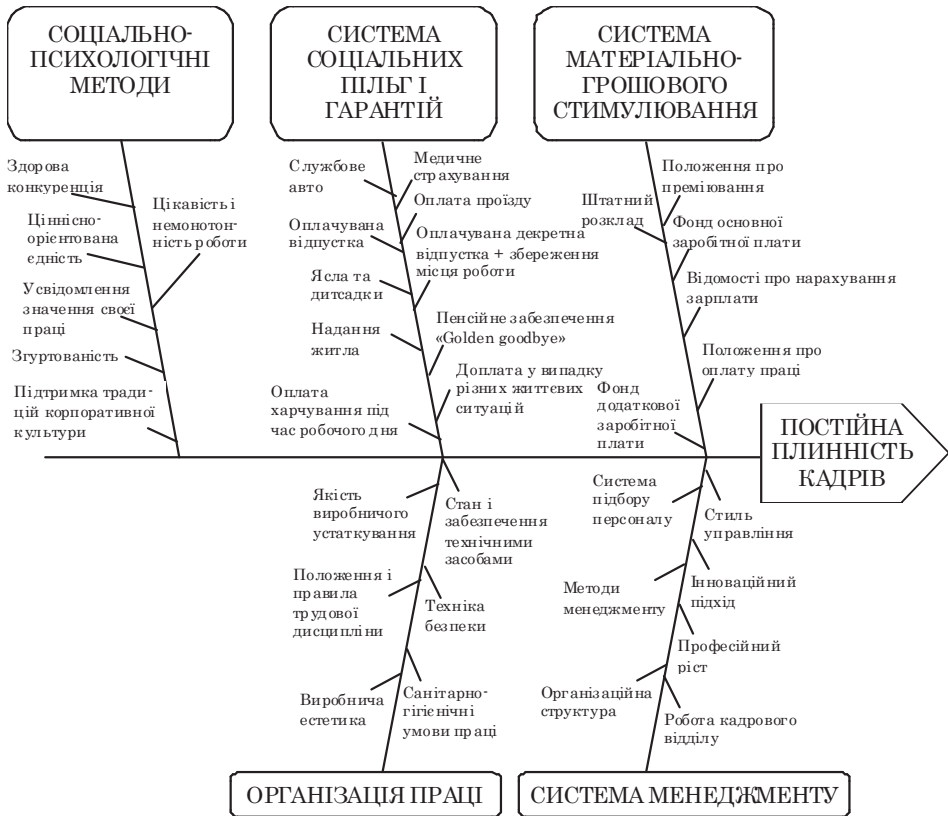 СОЦІАЛЬНО-
ПСИХОЛОГІЧНІ
МЕТОДИ
СИСТЕМА
СОЦІАЛЬНИХ
ПІЛЬГ І
ГАРАНТІЙ
СИСТЕМА
МАТЕРІАЛЬНО-
ГРОШОВОГО
СТИМУЛЮВАННЯ
Здорова
конкуренція
Ціннісно-
орієнтована
єдність
Усвідомлення
значення своєї
праці
Згуртованість
Підтримка тради-
цій корпоративної
культури
Цікавість і
немонотон-
ність роботи
Службове
авто
Оплачувана
відпустка
Ясла та
дитсадки
Надання
житла
Оплата
харчування під
час робочого дня
Медичне
страхування
Оплата проїзду
Оплачувана декретна
відпустка + збереження
місця роботи
Пенсійне забезпечення
«Golden goodbye»
Доплата у випадку
різних життєвих
ситуацій
Штатний
розклад
Фонд
додаткової
заробітної
плати
Положення про
преміювання
Фонд основної
заробітної плати
Відомості про нарахування
зарплати
Положення про
оплату праці
ПОСТІЙНА
ПЛИННІСТЬ
КАДРІВ
Якість
виробничого
устаткування
Положення і
правила
трудової
дисципліни
Виробнича
естетика
Стан і
забезпечення
технічними
засобами
Техніка
безпеки
Санітарно-
гігієнічні
умови праці
Система
підбору
персоналу
Методи
менеджменту
Організаційна
структура
Стиль
управління
Інноваційний
підхід
Професійний
ріст
Робота кадрового
відділу
ОРГАНІЗАЦІЯ ПРАЦІ
СИСТЕМА МЕНЕДЖМЕНТУ